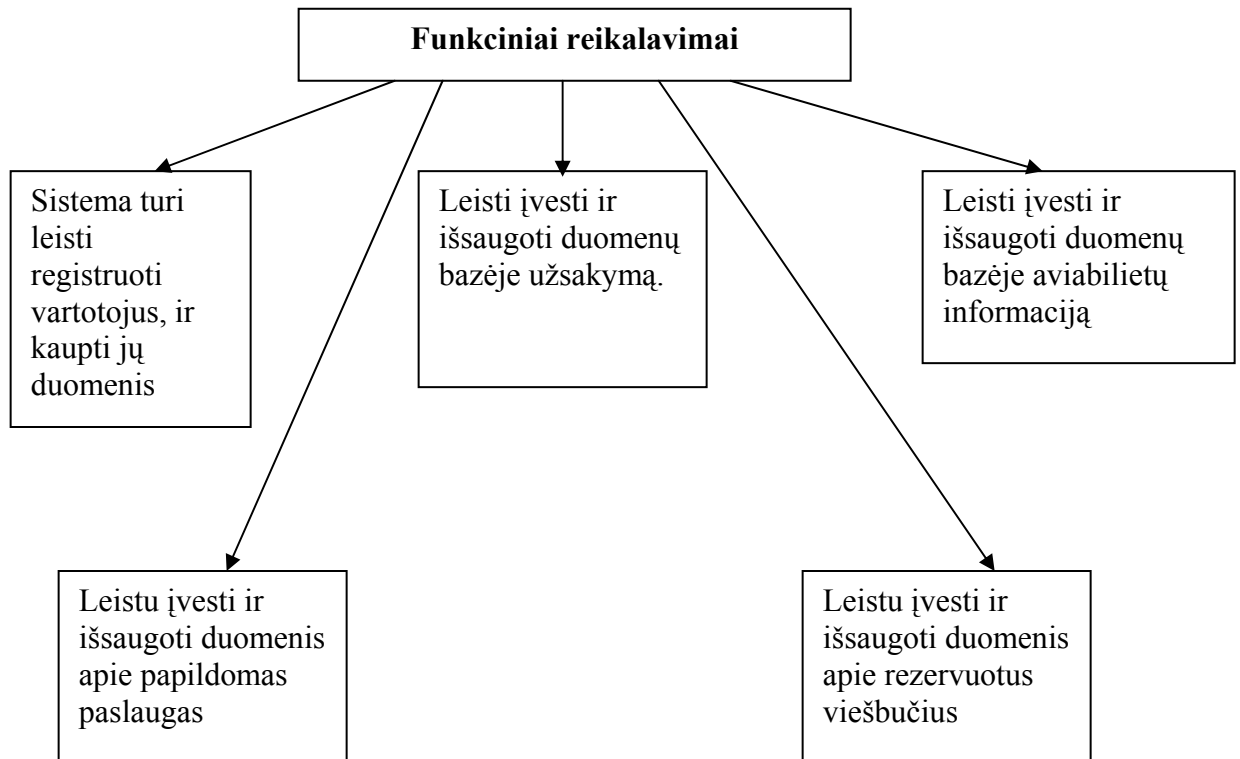 Funkciniai reikalavimai
Sistema turi
leisti
registruoti
vartotojus, ir
kaupti jų
duomenis
Leisti įvesti ir
išsaugoti duomenų
bazėje užsakymą.
Leisti įvesti ir
išsaugoti duomenų
bazėje aviabilietų
informaciją
Leistu įvesti ir
išsaugoti duomenis
apie papildomas
paslaugas
Leistu įvesti ir
išsaugoti duomenis
apie rezervuotus
viešbučius